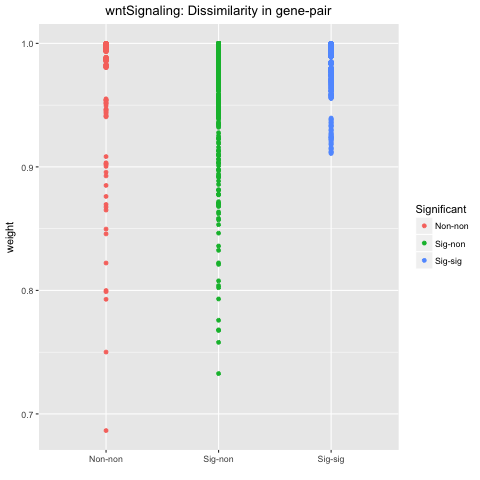 wntSignaling: Dissimilarity in gene-pair
weight
1.0
0.9
0.8
0.7
Non-non
Sig-non
Sig-sig
Significant
Non-non
Sig-non
Sig-sig